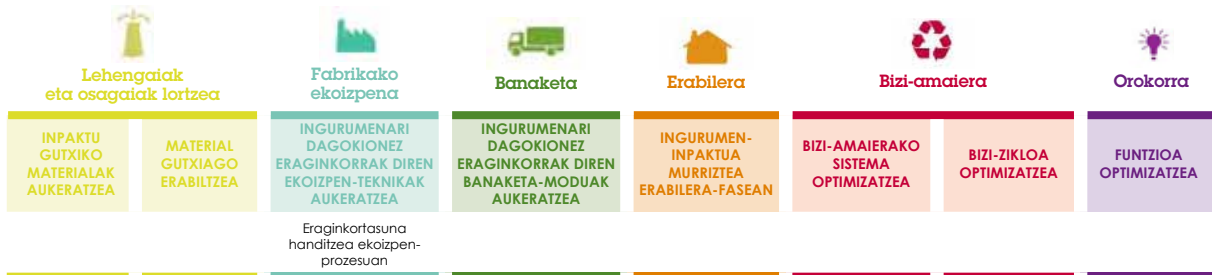 Lehengaiak
eta osagaiak lortzea
Fabrikako
ekoizpena
Banaketa
Erabilera
Bizi-amaiera
Orokorra
INPAKTU
GUTXIKO
MATERIALAK
AUKERATZEA
MATERIAL
GUTXIAGO
ERABILTZEA
INGURUMENARI
DAGOKIONEZ
ERAGINKORRAK DIREN
EKOIZPEN-TEKNIKAK
AUKERATZEA
INGURUMENARI
DAGOKIONEZ
ERAGINKORRAK DIREN
BANAKETA-MODUAK
AUKERATZEA
INGURUMEN-
INPAKTUA
MURRIZTEA
ERABILERA-FASEAN
BIZI-AMAIERAKO
SISTEMA
OPTIMIZATZEA
BIZI-ZIKLOA
OPTIMIZATZEA
FUNTZIOA
OPTIMIZATZEA
Eraginkortasuna
handitzea ekoizpen-
prozesuan